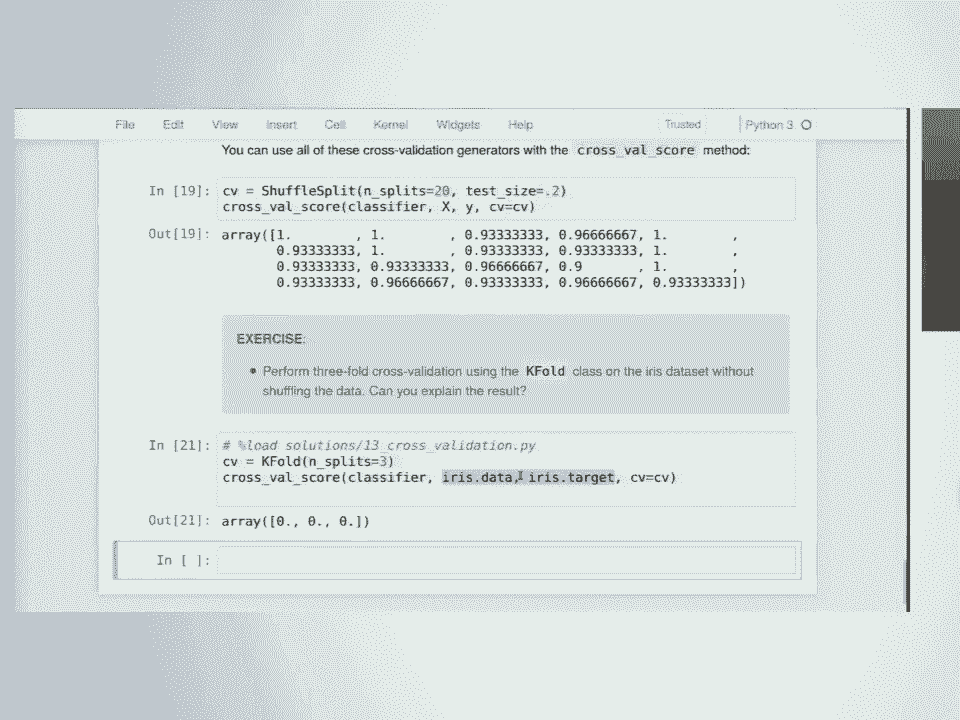 File Edit View Insert Cell Kernel Widgets Help Trusted Python 3
You can use all of these cross-validation generators with the cross_val_score method:
In [19]: cv = ShuffleSplit(n_splits=20, test_size=.2)
cross_val_score(classifier, X, y, cv=cv)
Out[19]: array([1.        , 1.        , 0.93333333, 0.96666667, 1.        ,
0.93333333, 1.        , 0.93333333, 0.93333333, 1.        ,
0.93333333, 0.93333333, 0.96666667, 0.9       , 1.        ,
0.93333333, 0.96666667, 0.93333333, 0.96666667, 0.93333333])
EXERCISE:
• Perform three-fold cross-validation using the KFold class on the iris dataset without
shuffling the data. Can you explain the result?
In [21]: # %load solutions/13_cross_validation.py
cv = KFold(n_splits=3)
cross_val_score(classifier, iris.data, iris.target, cv=cv)
Out[21]: array([0., 0., 0.])
In [ ]: